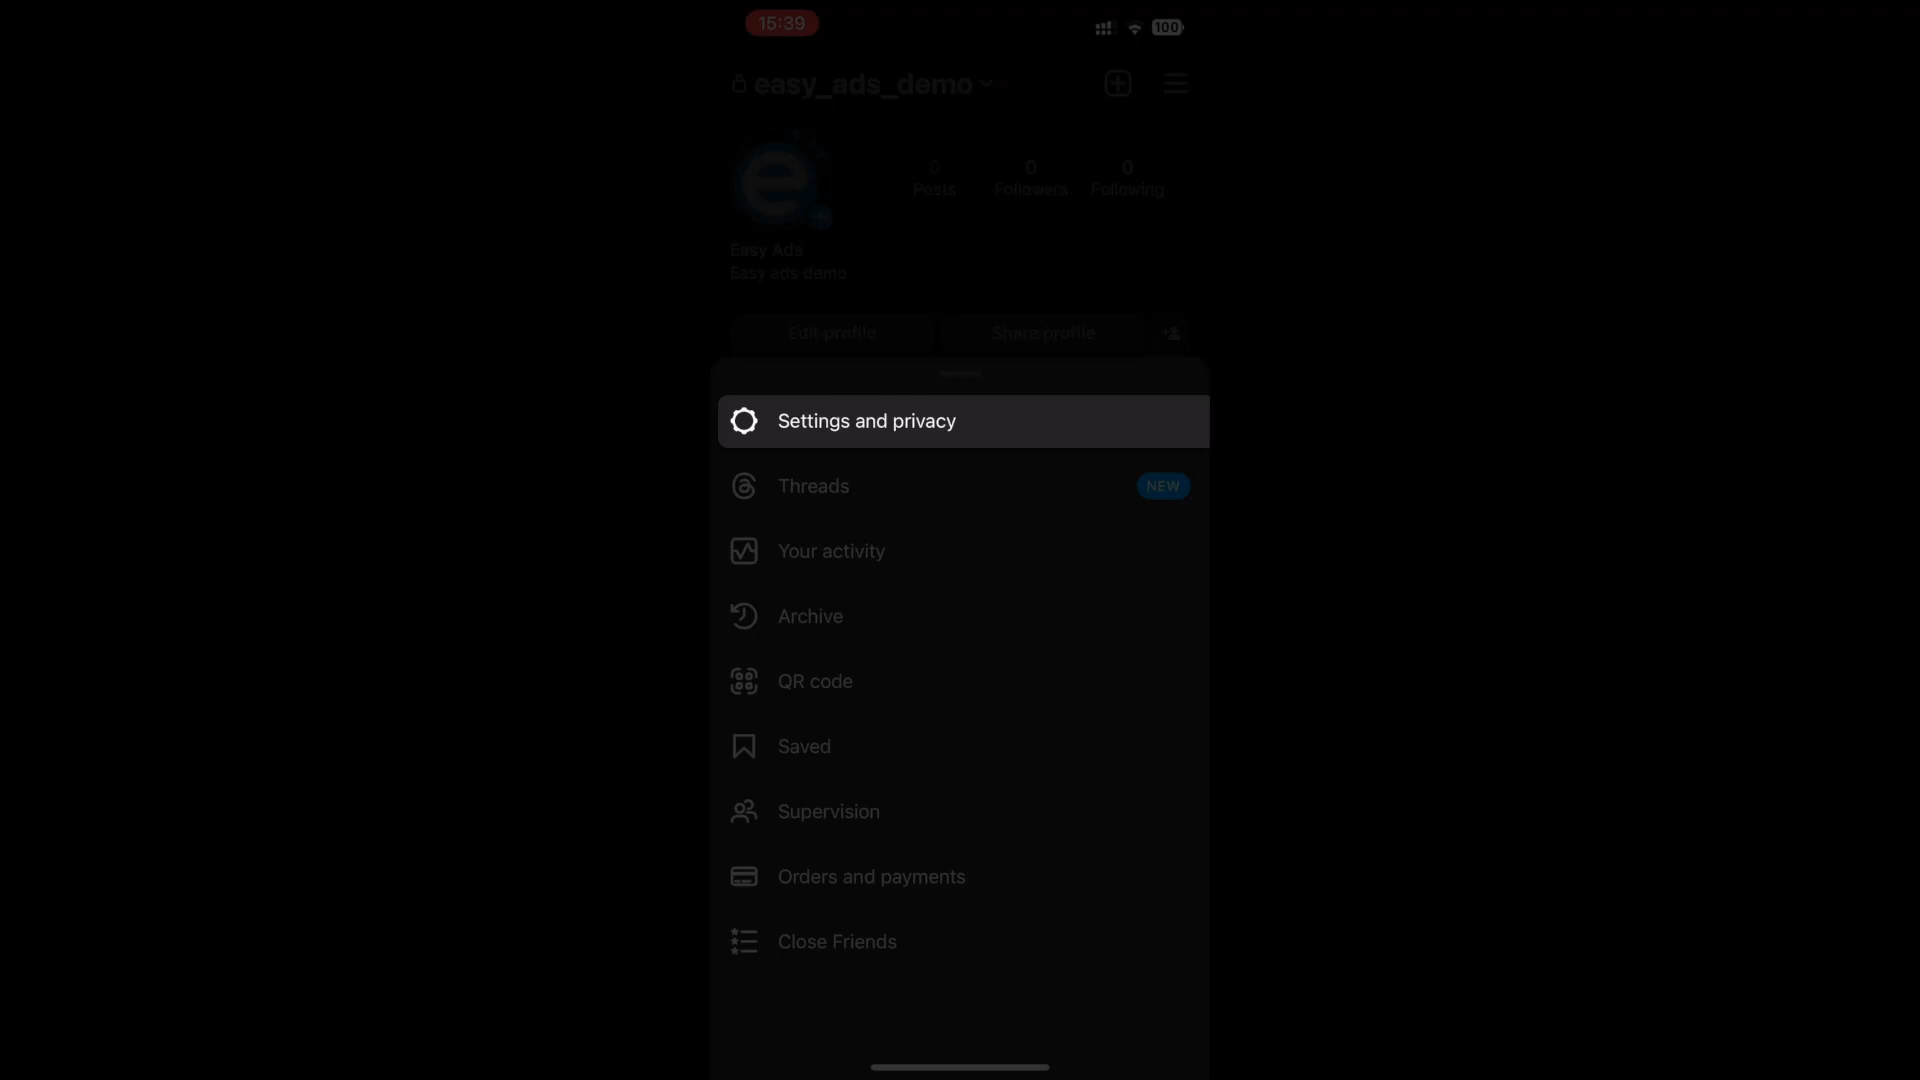 15:39
100
easy_ads_demo
0 0 0
Posts Followers Following
Easy Ads
Easy ads demo
Edit profile Share profile
Settings and privacy
Threads NEW
Your activity
Archive
QR code
Saved
Supervision
Orders and payments
Close Friends